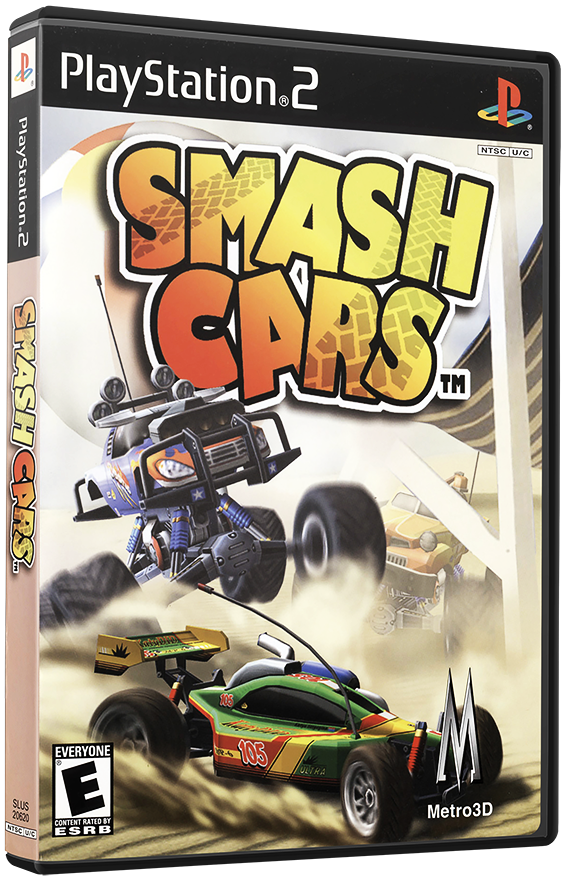 PlayStation®2
NTSC U/C
SMASH
CARS™
105
105
ULTRA
EVERYONE
E
®
CONTENT RATED BY
ESRB
M
Metro3D
PlayStation®2
SMASH CARS™
SLUS
20620
NTSC U/C